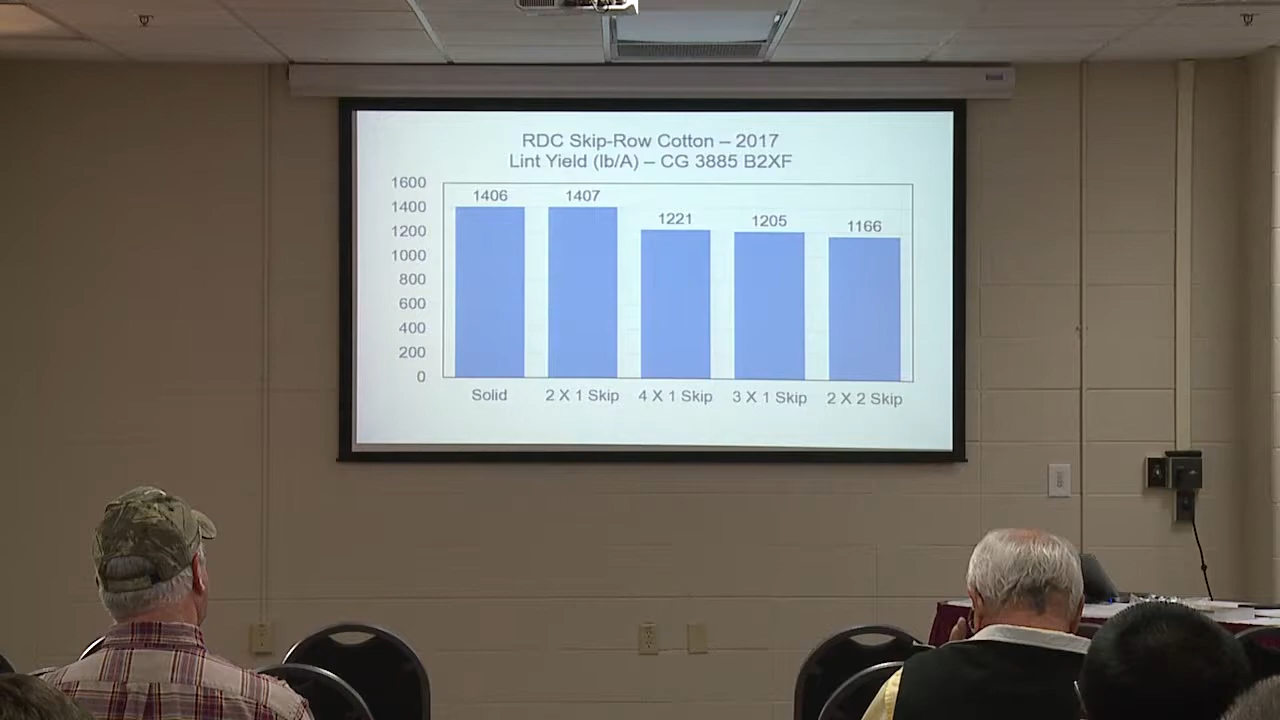 RDC Skip-Row Cotton – 2017
Lint Yield (lb/A) – CG 3885 B2XF
1600
1400
1200
1000
800
600
400
200
0
1406
1407
1221
1205
1166
Solid
2 X 1 Skip
4 X 1 Skip
3 X 1 Skip
2 X 2 Skip